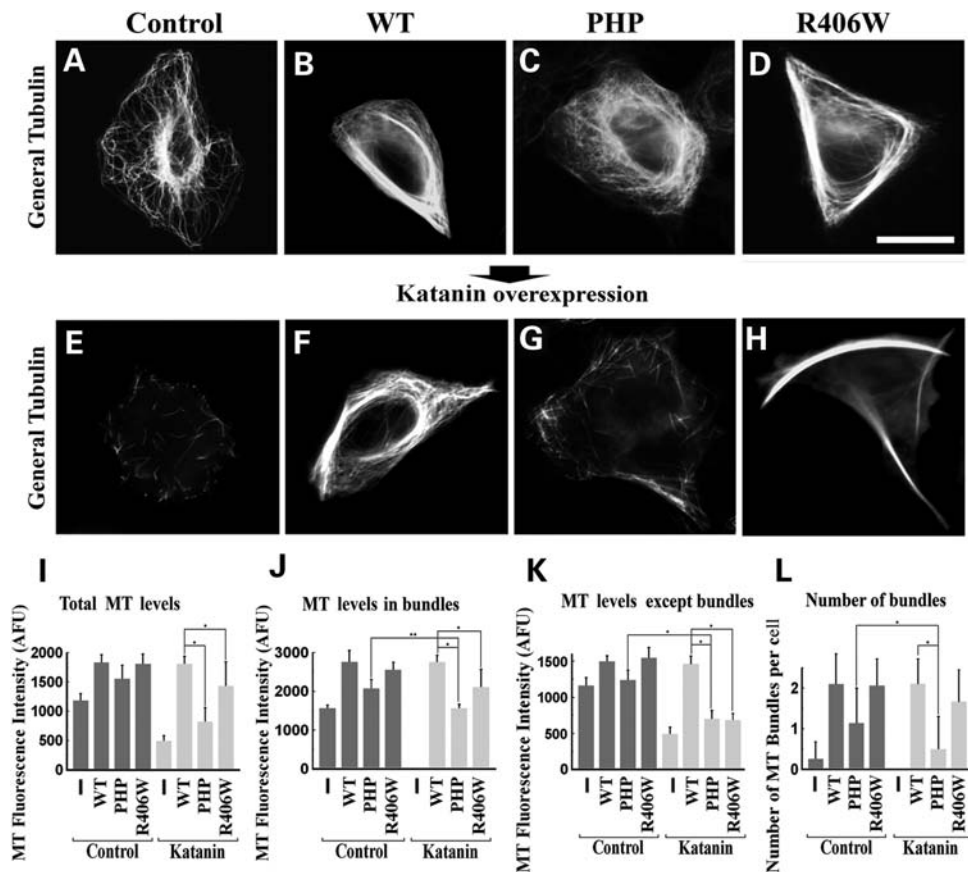 Control WT PHP R406W
General Tubulin
A B C D
Katanin overexpression
General Tubulin
E F G H
I
Total MT levels
MT Fluorescence Intensity (AFU)
2000
1500
1000
500
0
– WT PHP R406W – WT PHP R406W
Control Katanin
* *
J
MT levels in bundles
MT Fluorescence Intensity (AFU)
3000
2000
1000
0
– WT PHP R406W – WT PHP R406W
Control Katanin
** * *
K
MT levels except bundles
MT Fluorescence Intensity (AFU)
1500
1000
500
0
– WT PHP R406W – WT PHP R406W
Control Katanin
* * *
L
Number of bundles
Number of MT Bundles per cell
2
1
0
– WT PHP R406W – WT PHP R406W
Control Katanin
* *